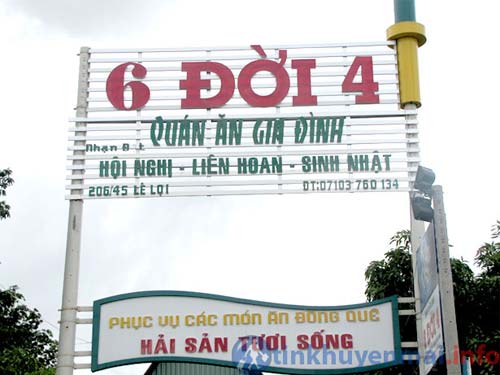 6 ĐỜI 4
QUÁN ĂN GIA ĐÌNH
Nhận Đ t
HỘI NGHI - LIÊN HOAN - SINH NHẬT
206/45 LÊ LỢI ĐT: 07103 760 134
PHỤC VỤ CÁC MÓN ĂN ĐỒNG QUÊ
HẢI SẢN TƯƠI SỐNG
tinkhuyenmai.info